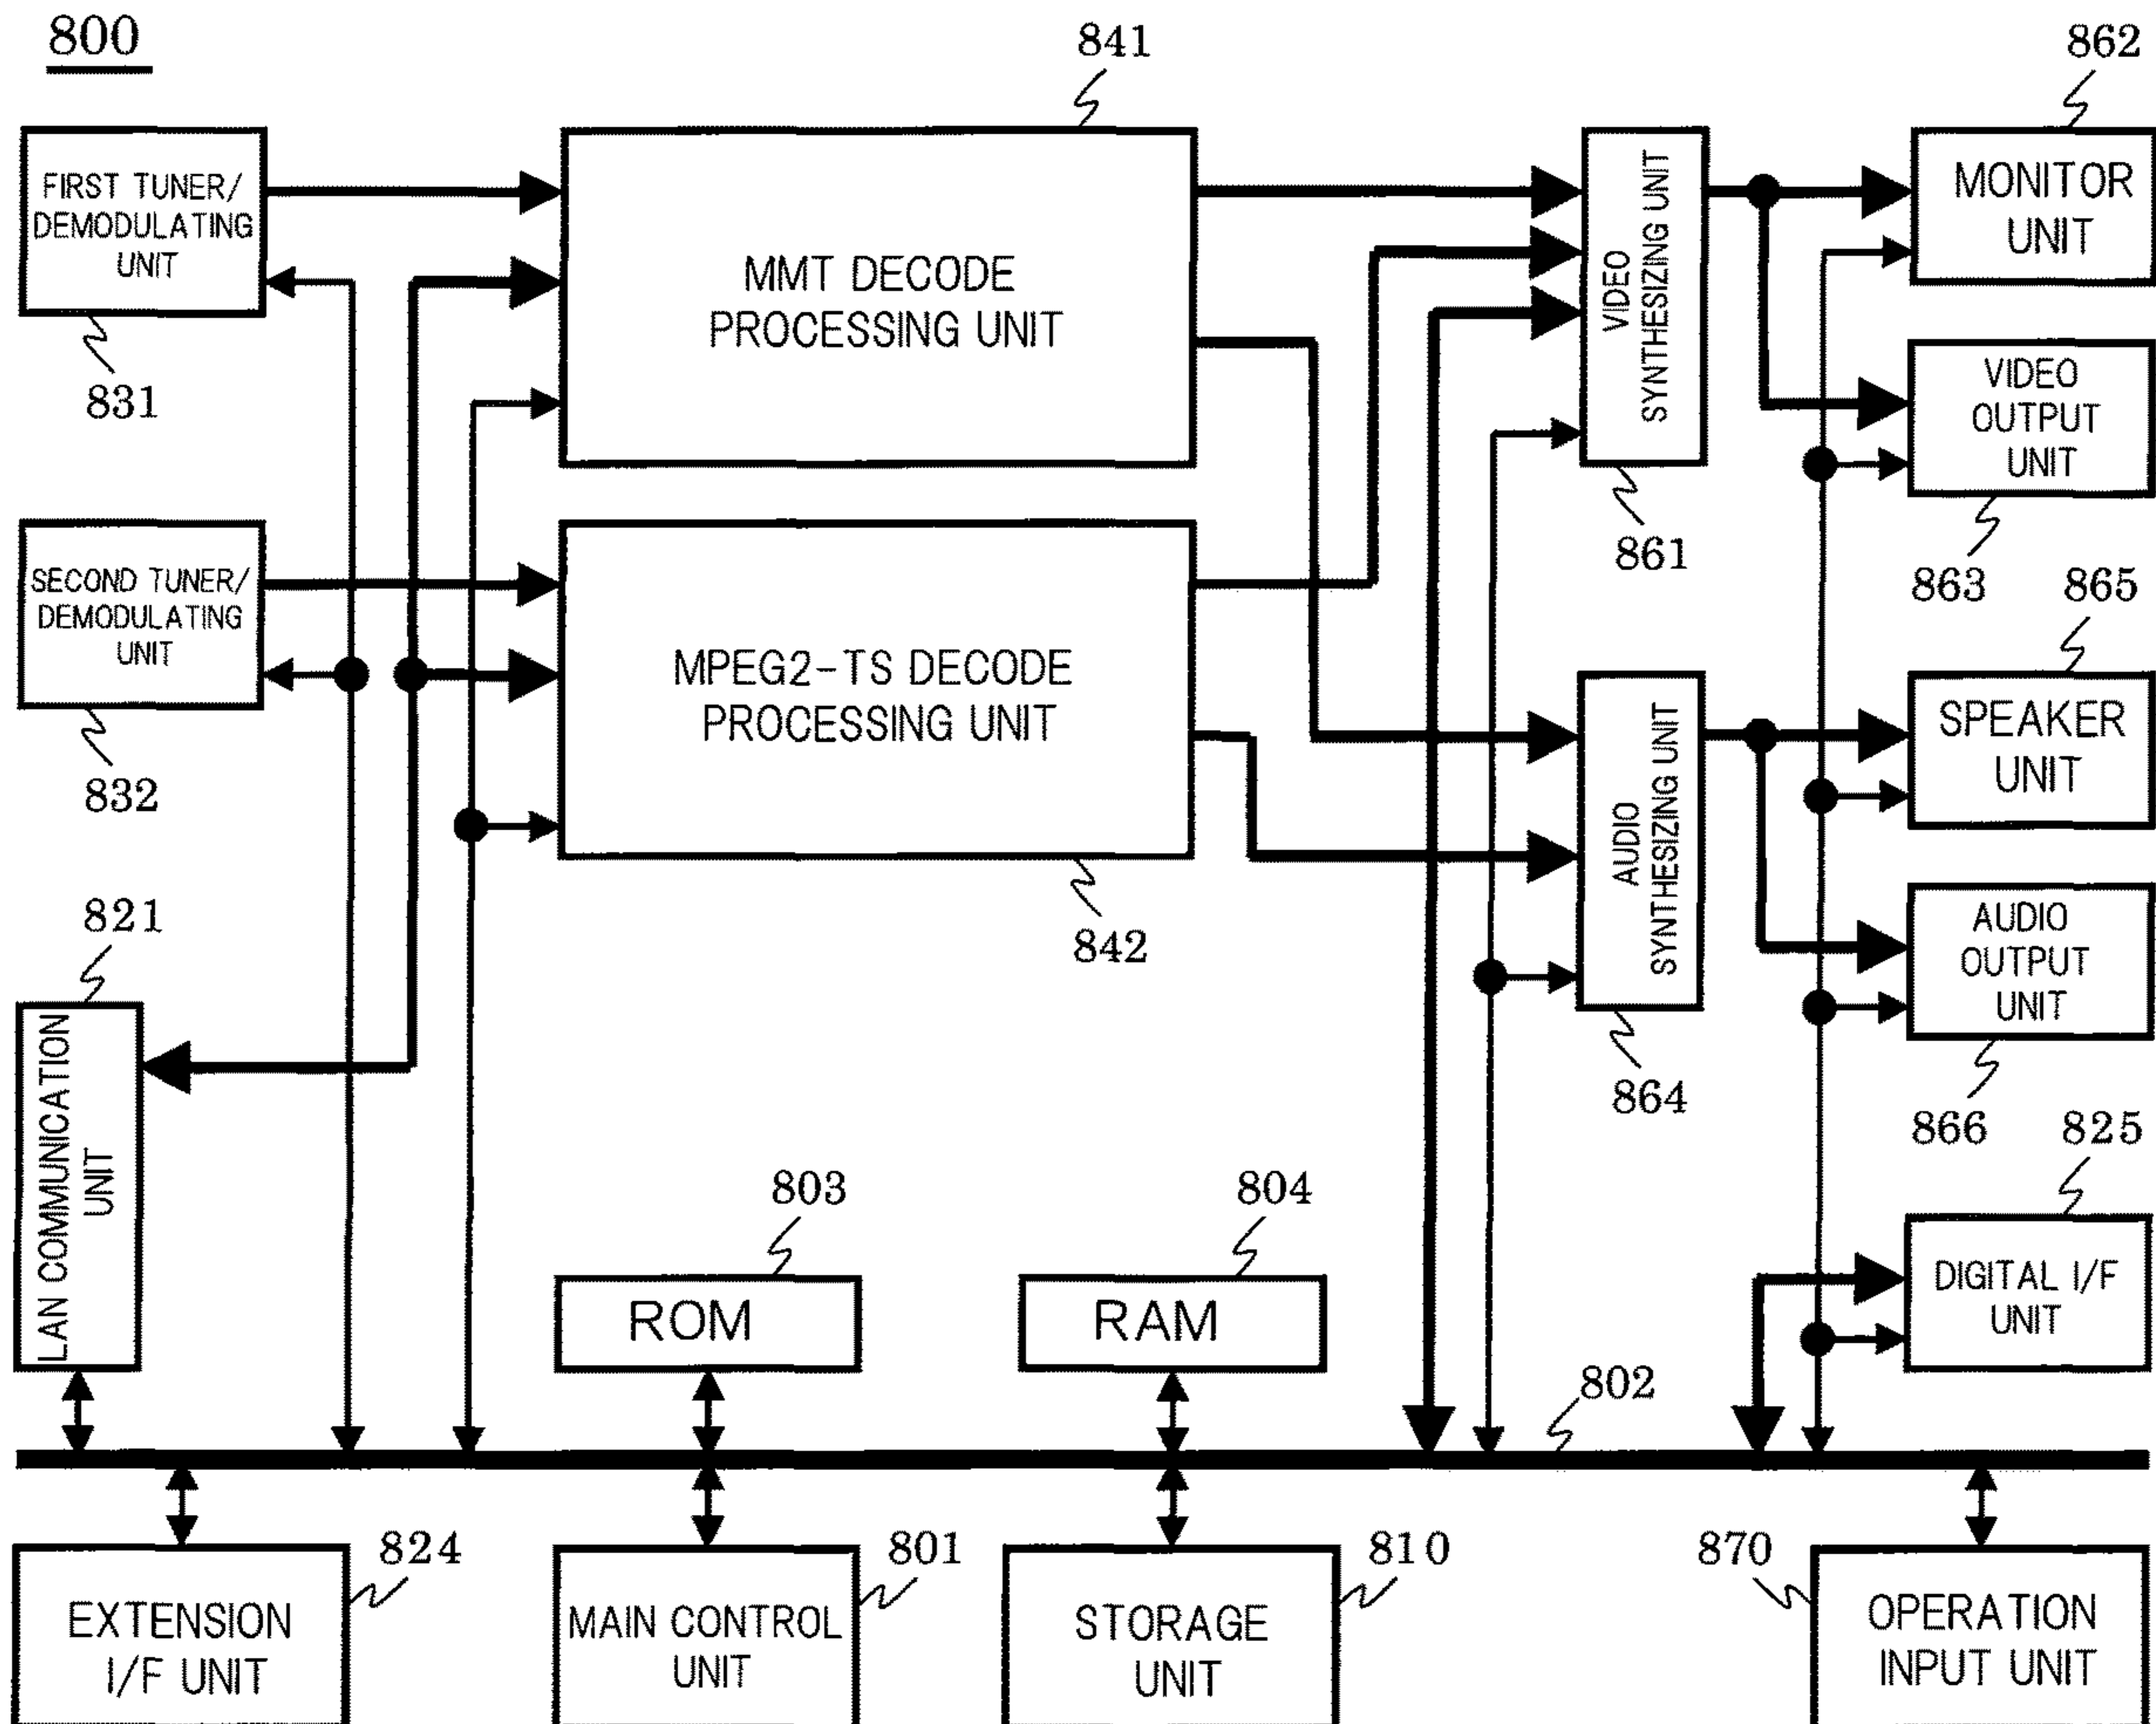 800
841
862
FIRST TUNER/
DEMODULATING
UNIT
831
MMT DECODE
PROCESSING UNIT
VIDEO
SYNTHESIZING UNIT
861
MONITOR
UNIT
VIDEO
OUTPUT
UNIT
863
SECOND TUNER/
DEMODULATING
UNIT
832
MPEG2-TS DECODE
PROCESSING UNIT
842
AUDIO
SYNTHESIZING UNIT
864
865
SPEAKER
UNIT
AUDIO
OUTPUT
UNIT
866
821
LAN COMMUNICATION
UNIT
803
ROM
804
RAM
825
DIGITAL I/F
UNIT
802
824
EXTENSION
I/F UNIT
801
MAIN CONTROL
UNIT
810
STORAGE
UNIT
870
OPERATION
INPUT UNIT